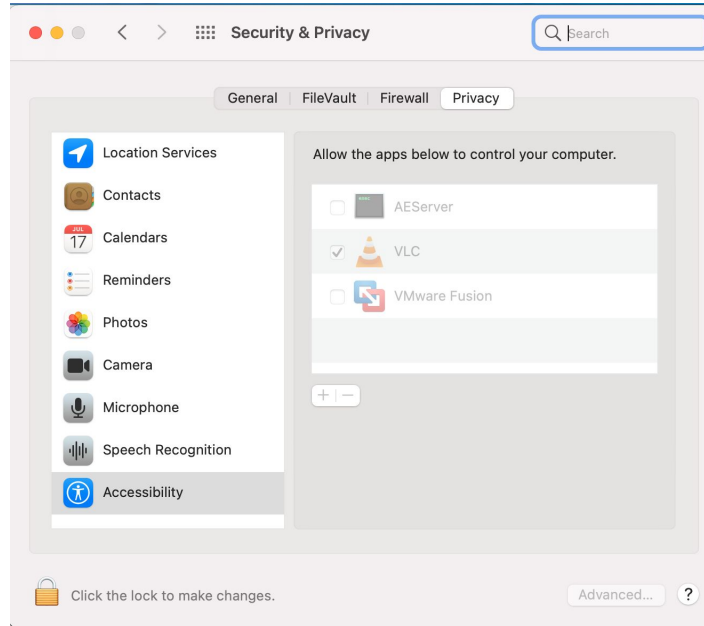 Security & Privacy
Search
General
FileVault
Firewall
Privacy
Location Services
Contacts
JUL
17
Calendars
Reminders
Photos
Camera
Microphone
Speech Recognition
Accessibility
Allow the apps below to control your computer.
AEServer
VLC
VMware Fusion
+ −
Click the lock to make changes.
Advanced...
?